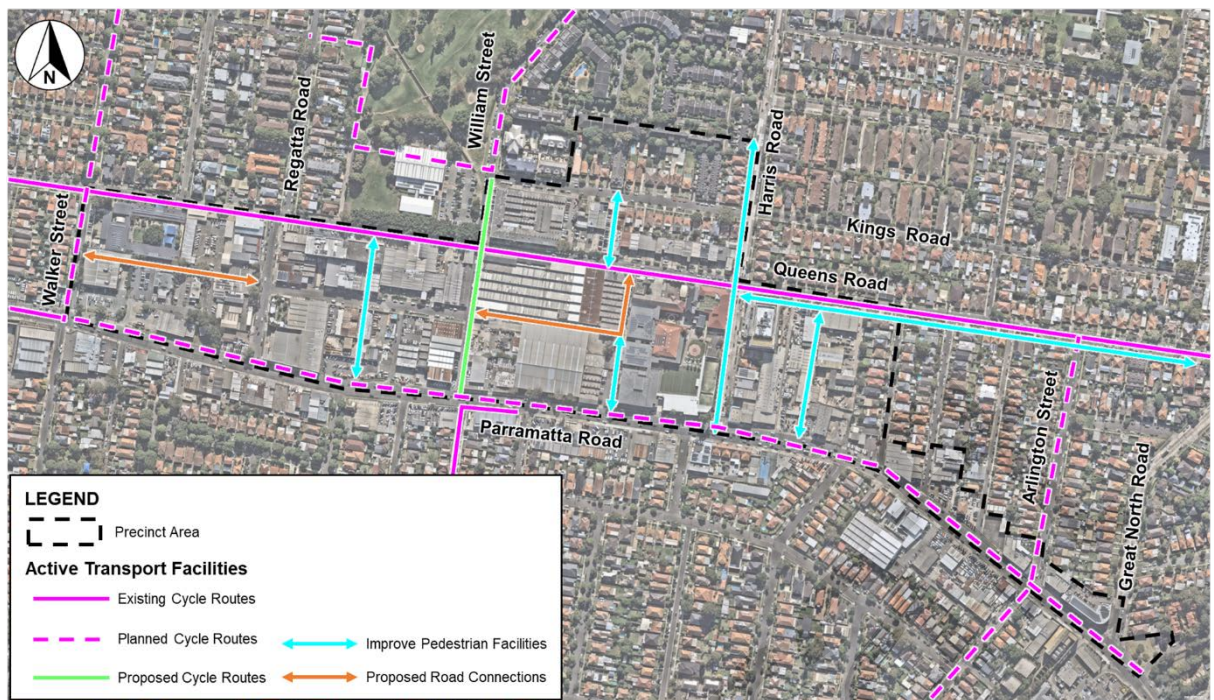 N
William Street
Regatta Road
Harris Road
Walker Street
Kings Road
Queens Road
Parramatta Road
Arlington Street
Great North Road
LEGEND
Precinct Area
Active Transport Facilities
Existing Cycle Routes
Planned Cycle Routes
Improve Pedestrian Facilities
Proposed Cycle Routes
Proposed Road Connections